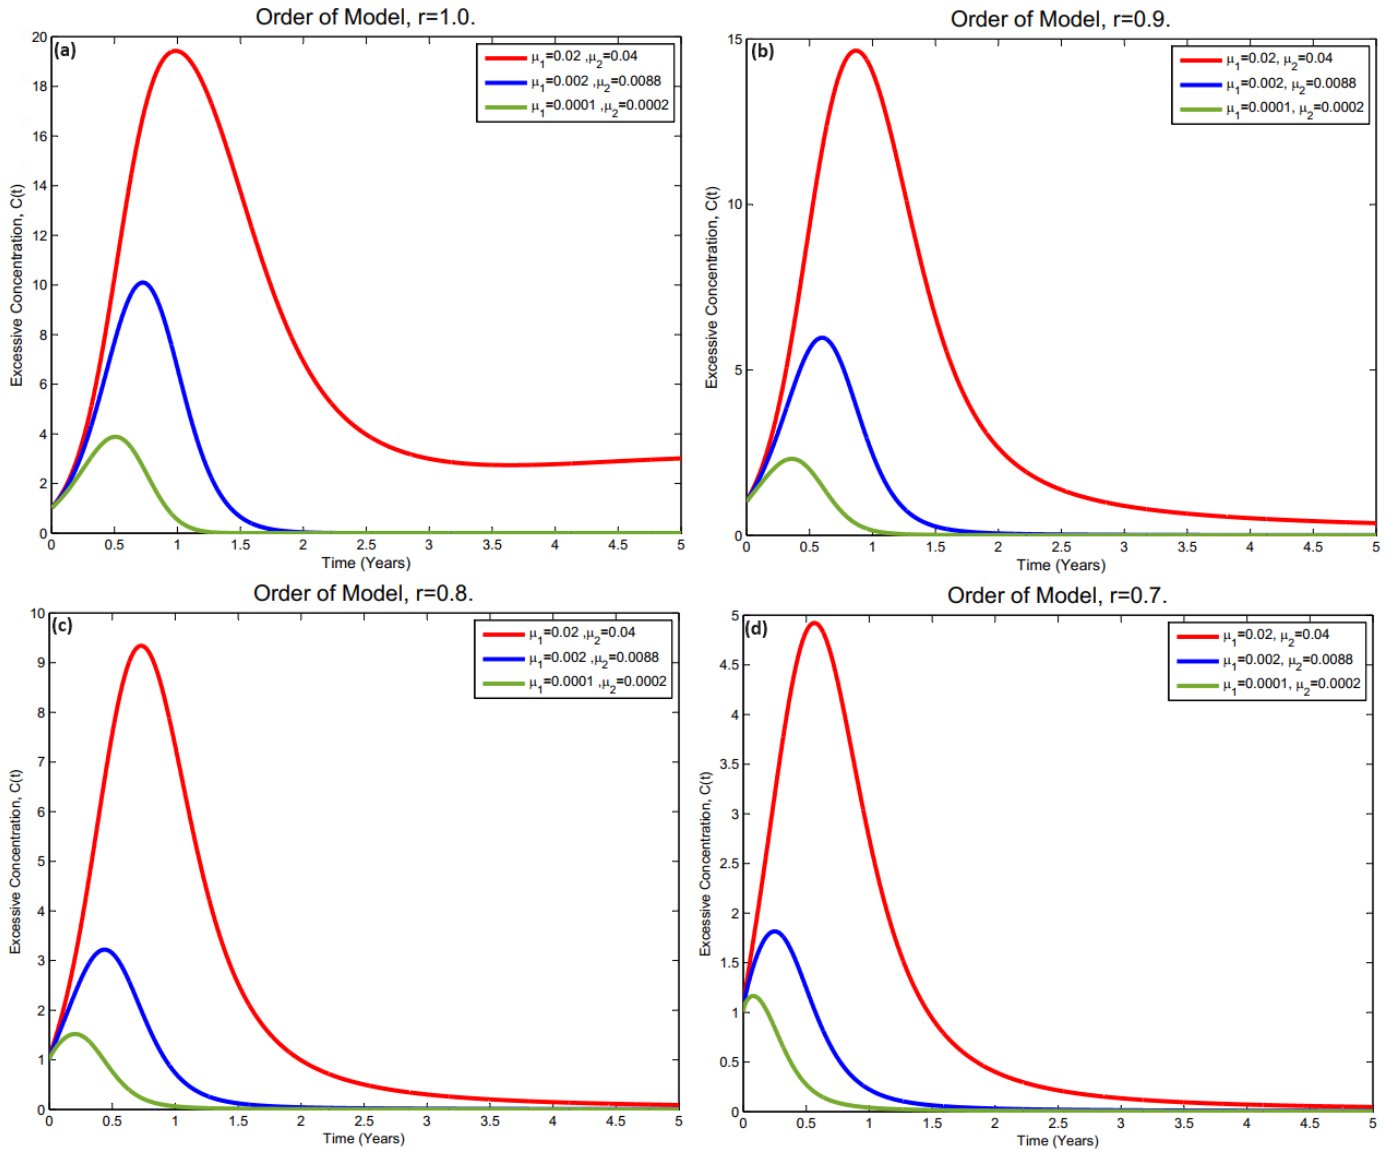 Order of Model, r=1.0.
(a)
μ1=0.02 ,μ2=0.04
μ1=0.002 ,μ2=0.0088
μ1=0.0001 ,μ2=0.0002
Excessive Concentration, C(t)
20
18
16
14
12
10
8
6
4
2
0
0 0.5 1 1.5 2 2.5 3 3.5 4 4.5 5
Time (Years)
Order of Model, r=0.9.
(b)
μ1=0.02, μ2=0.04
μ1=0.002, μ2=0.0088
μ1=0.0001, μ2=0.0002
Excessive Concentration, C(t)
15
10
5
0
0 0.5 1 1.5 2 2.5 3 3.5 4 4.5 5
Time (Years)
Order of Model, r=0.8.
(c)
μ1=0.02 ,μ2=0.04
μ1=0.002 ,μ2=0.0088
μ1=0.0001 ,μ2=0.0002
Excessive Concentration, C(t)
10
9
8
7
6
5
4
3
2
1
0
0 0.5 1 1.5 2 2.5 3 3.5 4 4.5 5
Time (Years)
Order of Model, r=0.7.
(d)
μ1=0.02, μ2=0.04
μ1=0.002, μ2=0.0088
μ1=0.0001, μ2=0.0002
Excessive Concentration, C(t)
5
4.5
4
3.5
3
2.5
2
1.5
1
0.5
0
0 0.5 1 1.5 2 2.5 3 3.5 4 4.5 5
Time (Years)